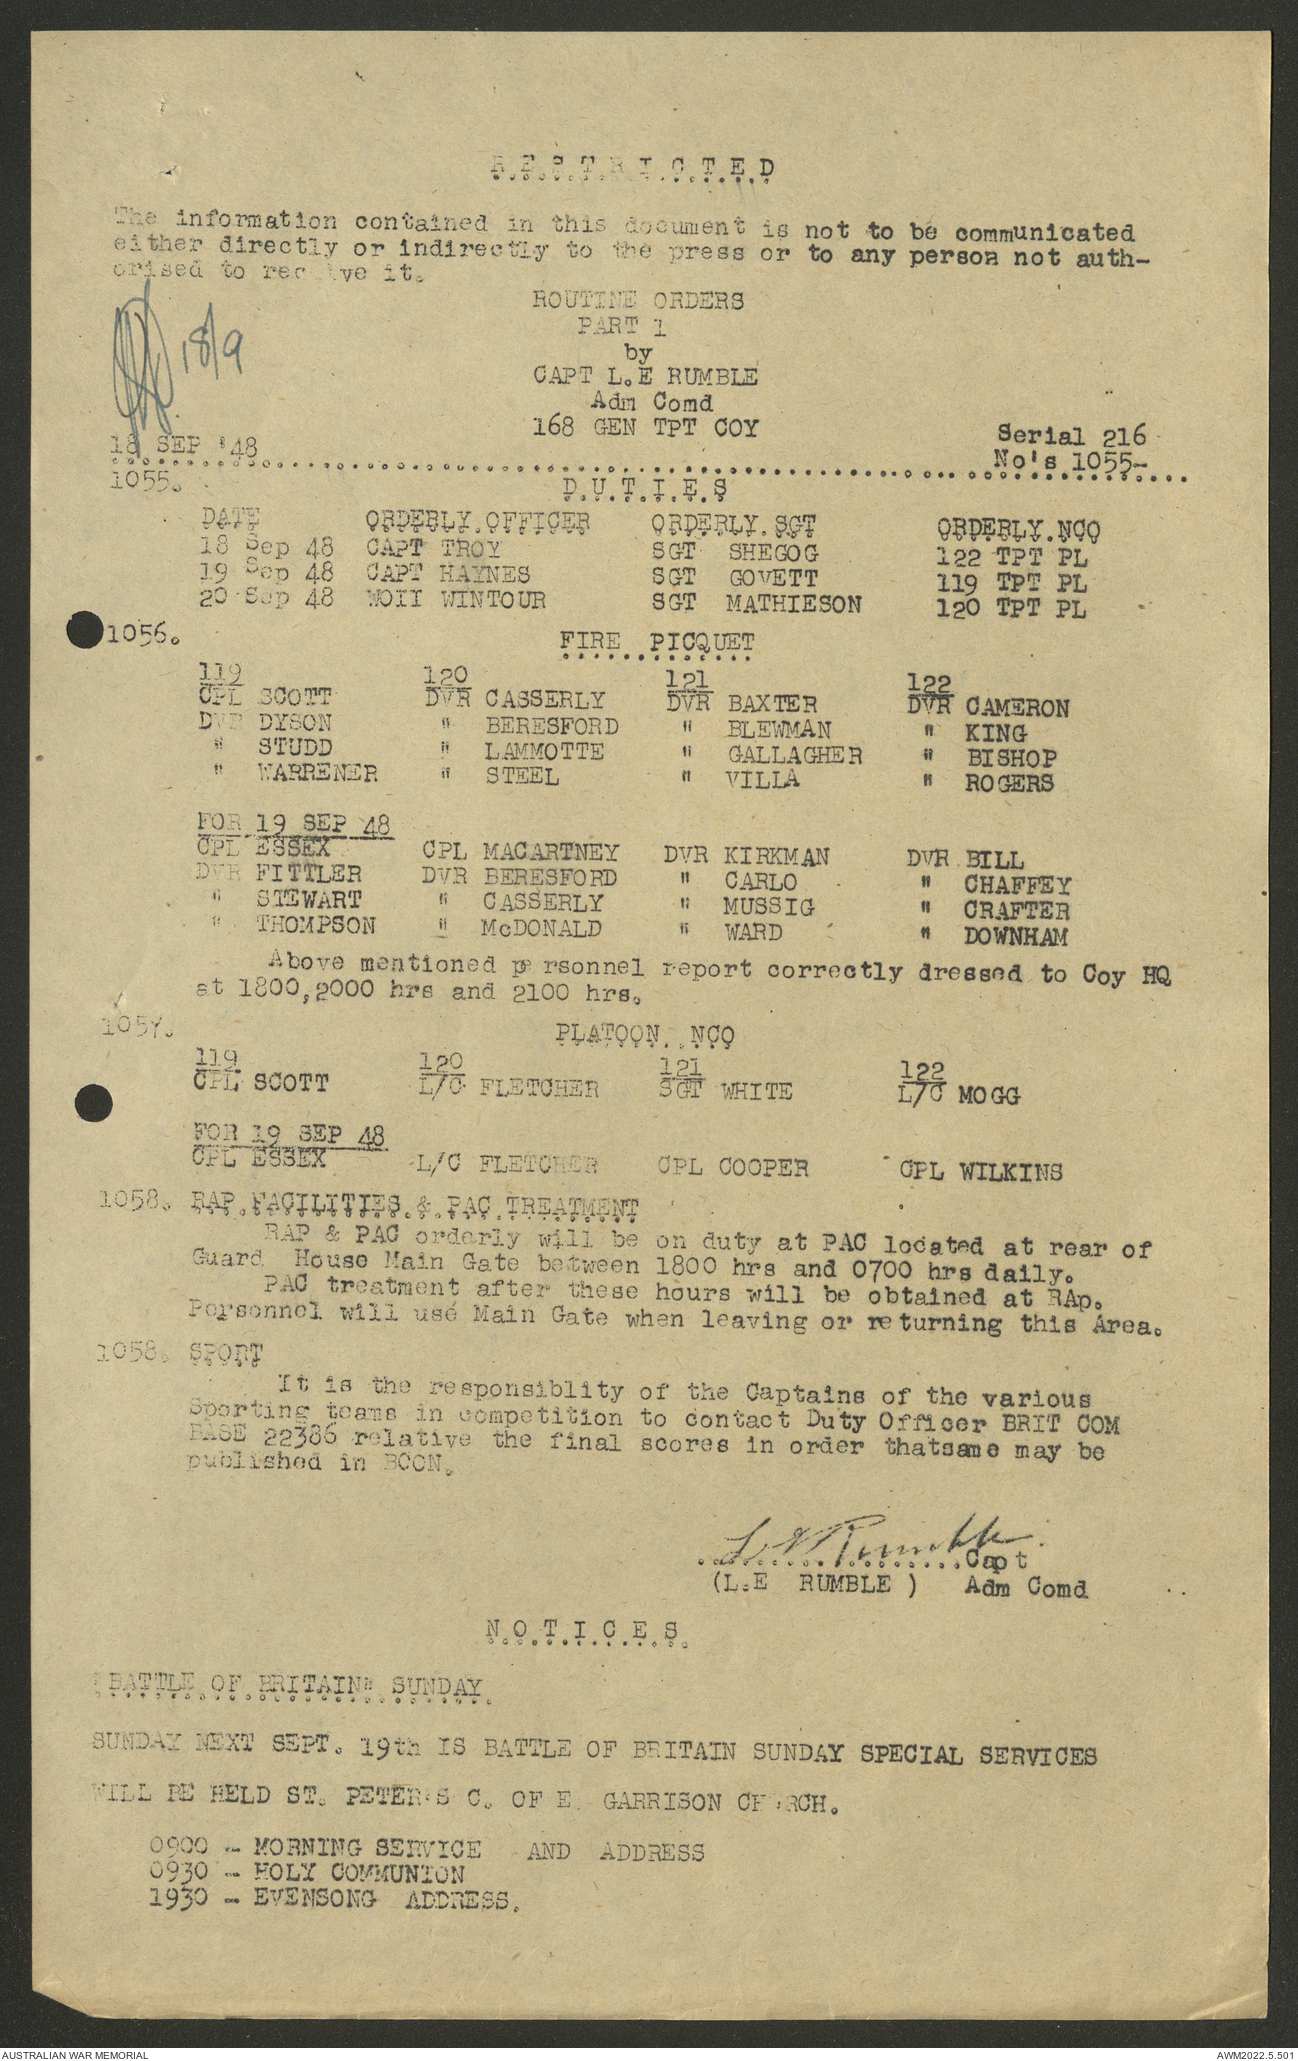 RESTRICTED
The information contained in this document is not to be communicated
either directly or indirectly to the press or to any person not auth-
orised to receive it.
ROUTINE ORDERS
PART 1
by
CAPT L.E RUMBLE
Adm Comd
168 GEN TPT COY
18/9
18 SEP '48
Serial 216
No's 1055-
1055.
D.U.T.I.E.S
DATE ORDERLY.OFFICER ORDERLY.SGT ORDERLY.NCO
18 Sep 48 CAPT TROY SGT SHEGOG 122 TPT PL
19 Sep 48 CAPT HAYNES SGT GOVETT 119 TPT PL
20 Sep 48 WOII WINTOUR SGT MATHIESON 120 TPT PL
1056. FIRE PICQUET
119 120 121 122
CPL SCOTT DVR CASSERLY DVR BAXTER DVR CAMERON
DVR DYSON " BERESFORD " BLEWMAN " KING
" STUDD " LAMMOTTE " GALLAGHER " BISHOP
" WARRENER " STEEL " VILLA " ROGERS
FOR 19 SEP 48
CPL ESSEX CPL MACARTNEY DVR KIRKMAN DVR BILL
DVR FITTLER DVR BERESFORD " CARLO " CHAFFEY
" STEWART " CASSERLY " MUSSIG " CRAFTER
" THOMPSON " McDONALD " WARD " DOWNHAM
Above mentioned personnel report correctly dressed to Coy HQ
at 1800,2000 hrs and 2100 hrs.
1057. PLATOON NCO
119 120 121 122
CPL SCOTT L/C FLETCHER SGT WHITE L/C MOGG
FOR 19 SEP 48
CPL ESSEX L/C FLETCHER CPL COOPER CPL WILKINS
1058. RAP.FACILITIES.&.PAC.TREATMENT
RAP & PAC orderly will be on duty at PAC located at rear of
Guard House Main Gate between 1800 hrs and 0700 hrs daily.
PAC treatment after these hours will be obtained at RAp.
Personnel will use Main Gate when leaving or returning this Area.
1058. SPORT
It is the responsiblity of the Captains of the various
Sporting teams in competition to contact Duty Officer BRIT COM
BASE 22386 relative the final scores in order thatsame may be
published in BCON.
L E Rumble
Capt
(L.E RUMBLE ) Adm Comd
N O T I C E S
"BATTLE OF BRITAIN" SUNDAY
SUNDAY NEXT SEPT. 19th IS BATTLE OF BRITAIN SUNDAY SPECIAL SERVICES
WILL BE HELD ST. PETER'S C. OF E. GARRISON CHURCH.
0900 - MORNING SERVICE AND ADDRESS
0930 - HOLY COMMUNION
1930 - EVENSONG ADDRESS.
AUSTRALIAN WAR MEMORIAL
AWM2022.5.501